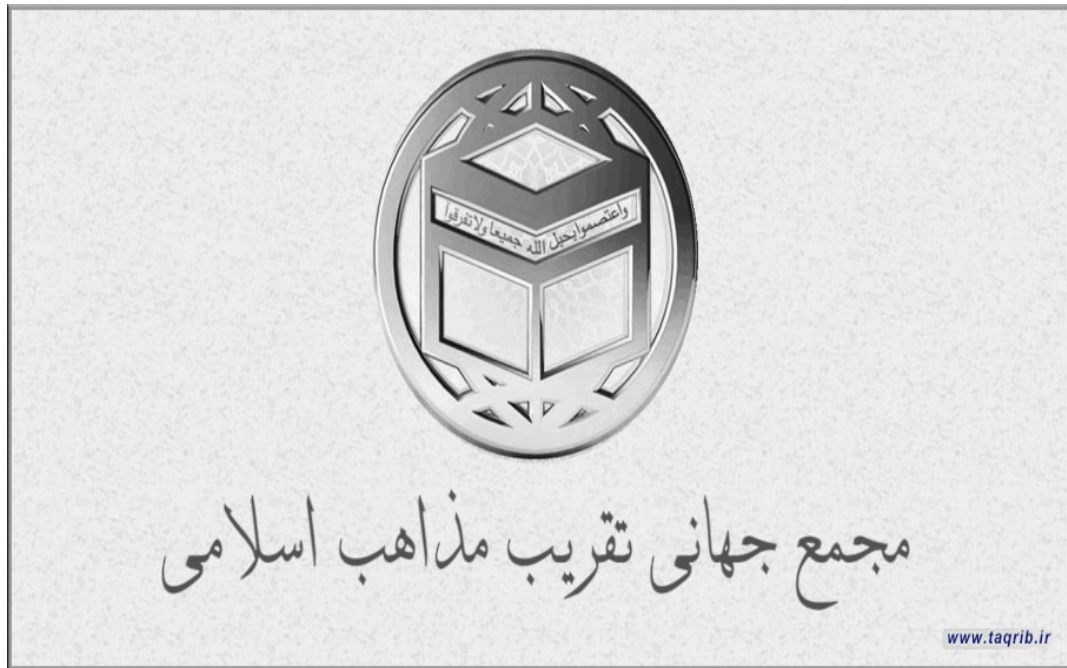 واعتصموا بحبل الله جميعا ولا تفرقوا
مجمع جهانی تقریب مذاهب اسلامی
www.taqrib.ir